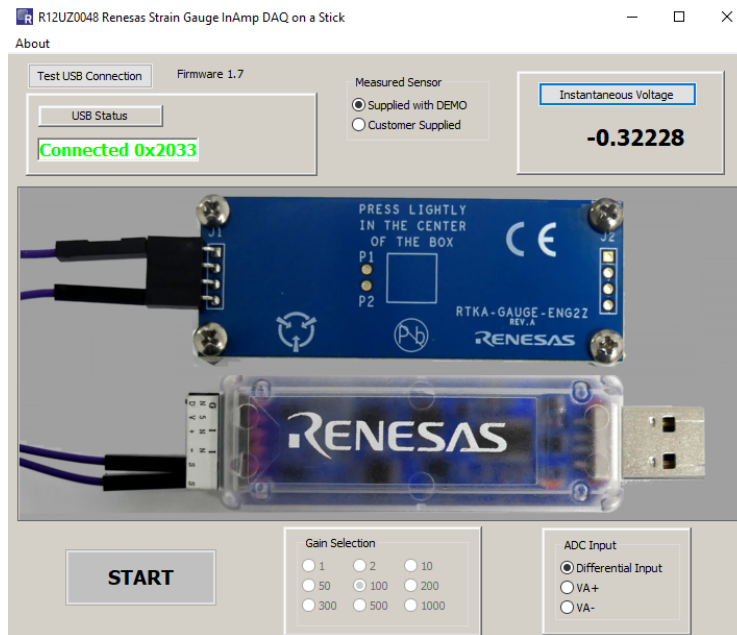 R12UZ0048 Renesas Strain Gauge InAmp DAQ on a Stick
About
Test USB Connection
Firmware 1.7
USB Status
Connected 0x2033
Measured Sensor
Supplied with DEMO
Customer Supplied
Instantaneous Voltage
-0.32228
PRESS LIGHTLY
IN THE CENTER
OF THE BOX
J1
P1
P2
CE
J2
RTKA-GAUGE-ENG2Z
REV.A
Pb
RENESAS
RENESAS
START
Gain Selection
1 2 10
50 100 200
300 500 1000
ADC Input
Differential Input
VA+
VA-